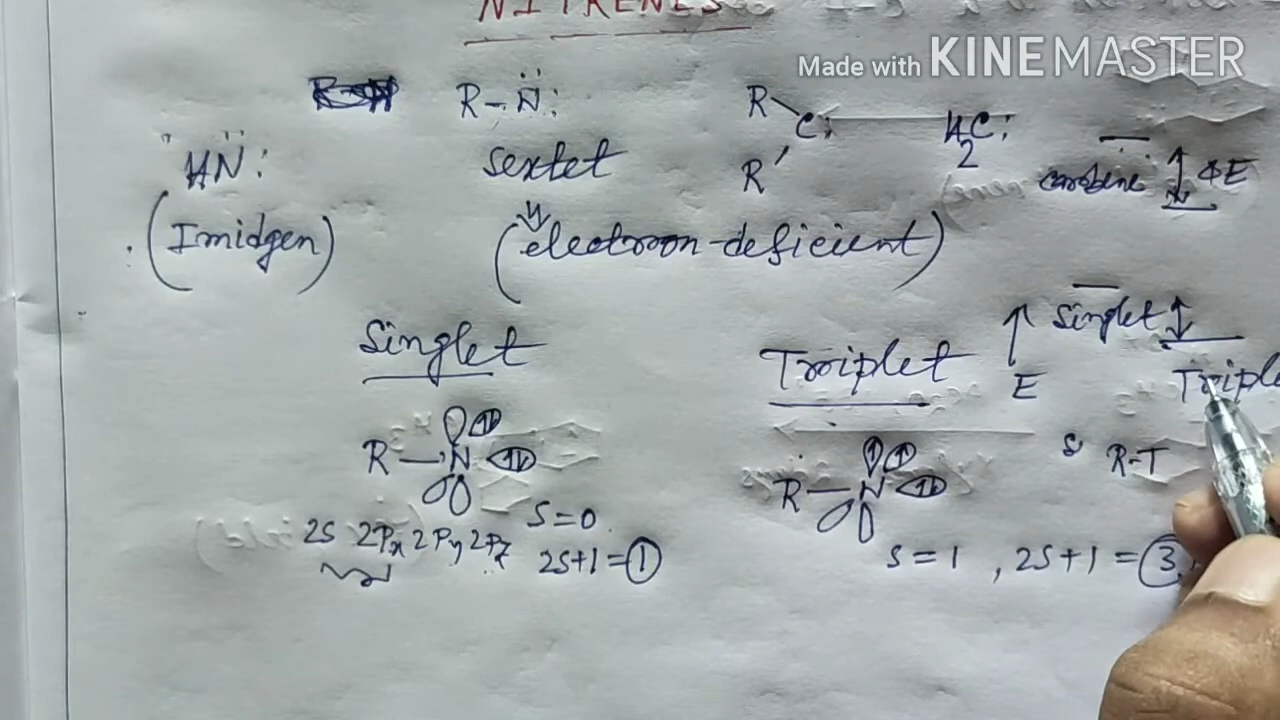 NITRENES
Made with KINEMASTER
R-N̈: R C: H2C:
HN̈: sextet R' carbene ↕ΔE
(Imidgen) (electron-deficient)
Singlet Triplet ↑ E Singlet ↕
Triple
R—N R—N R-T
2S 2Px 2Py 2Pz S=0
2S+1=① S=1, 2S+1=③